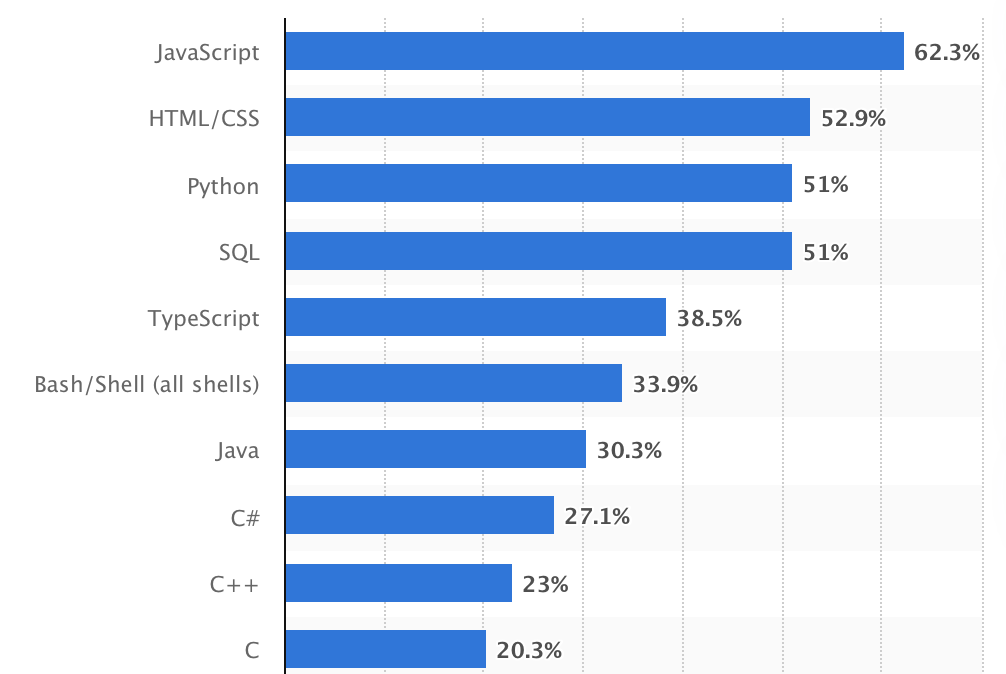 JavaScript 62.3%
HTML/CSS 52.9%
Python 51%
SQL 51%
TypeScript 38.5%
Bash/Shell (all shells) 33.9%
Java 30.3%
C# 27.1%
C++ 23%
C 20.3%